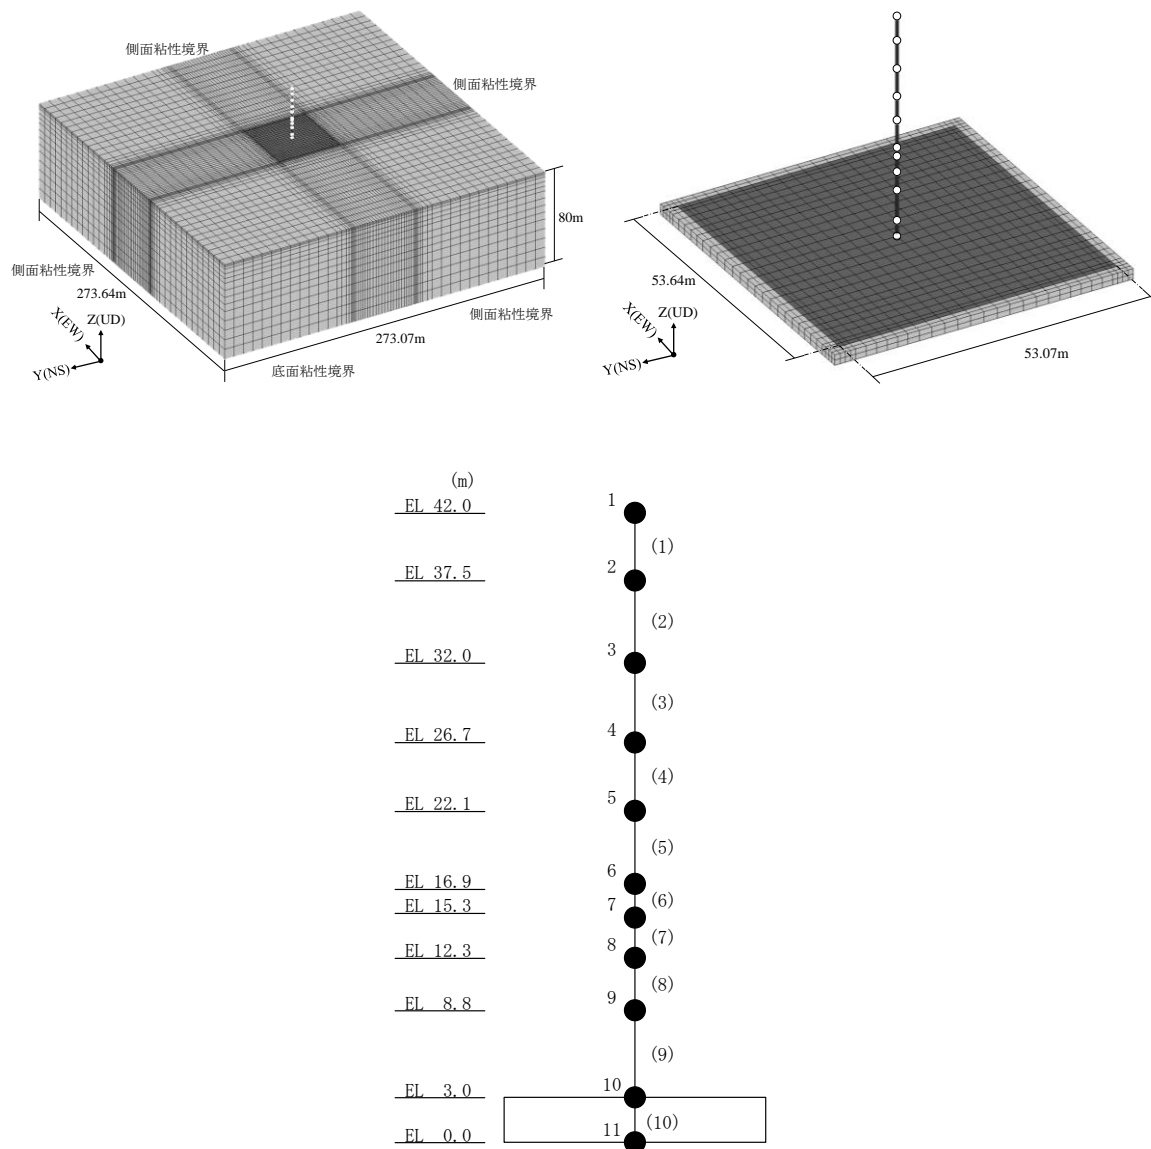 側面粘性境界
側面粘性境界
80m
側面粘性境界
273.64m
側面粘性境界
273.07m
底面粘性境界
X(EW)
Z(UD)
Y(NS)
53.64m
53.07m
X(EW)
Z(UD)
Y(NS)
(m)
EL 42.0
1
(1)
EL 37.5
2
(2)
EL 32.0
3
(3)
EL 26.7
4
(4)
EL 22.1
5
(5)
EL 16.9
6
(6)
EL 15.3
7
(7)
EL 12.3
8
(8)
EL 8.8
9
(9)
EL 3.0
10
(10)
EL 0.0
11